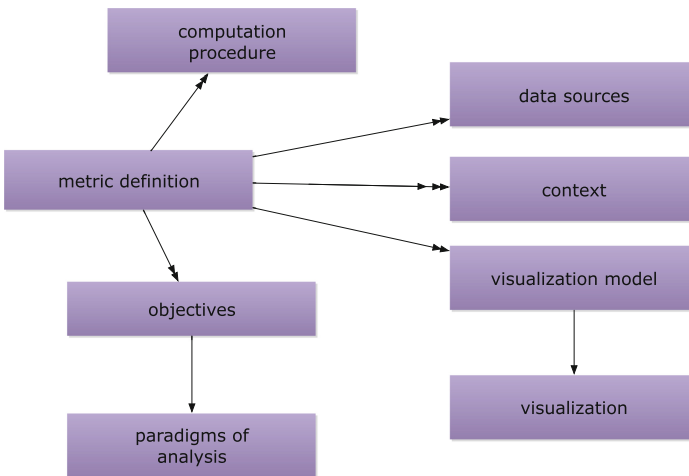 computation
procedure
data sources
metric definition
context
visualization model
objectives
visualization
paradigms of
analysis